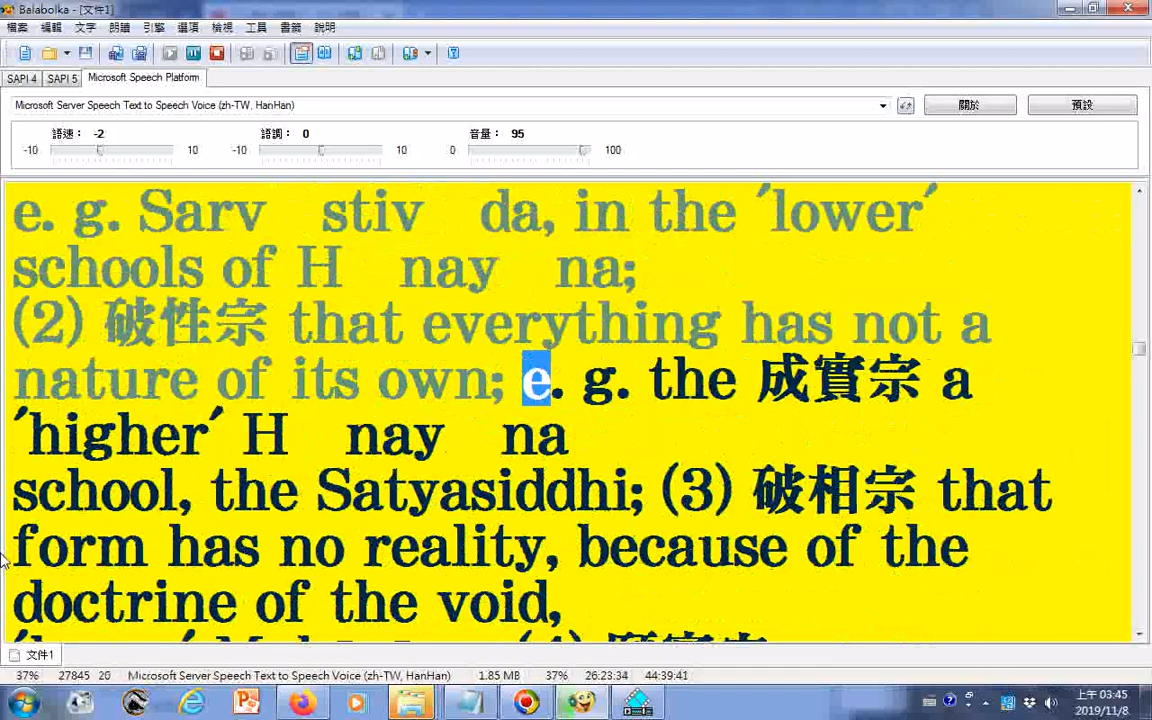 Balabolka - [文件1]
檔案 編輯 文字 朗讀 引擎 選項 檢視 工具 書籤 說明
SAPI 4 SAPI 5 Microsoft Speech Platform
Microsoft Server Speech Text to Speech Voice (zh-TW, HanHan) 關於 預設
語速： -2 語調： 0 音量： 95
-10 10 -10 10 0 100
e. g. Sarv stiv da, in the 'lower'
schools of H nay na;
(2) 破性宗 that everything has not a
nature of its own; e. g. the 成實宗 a
'higher' H nay na
school, the Satyasiddhi; (3) 破相宗 that
form has no reality, because of the
doctrine of the void,
文件1
37% 27845 20 Microsoft Server Speech Text to Speech Voice (zh-TW, HanHan) 1.85 MB 37% 26:23:34 44:39:41
上午 03:45
2019/11/8